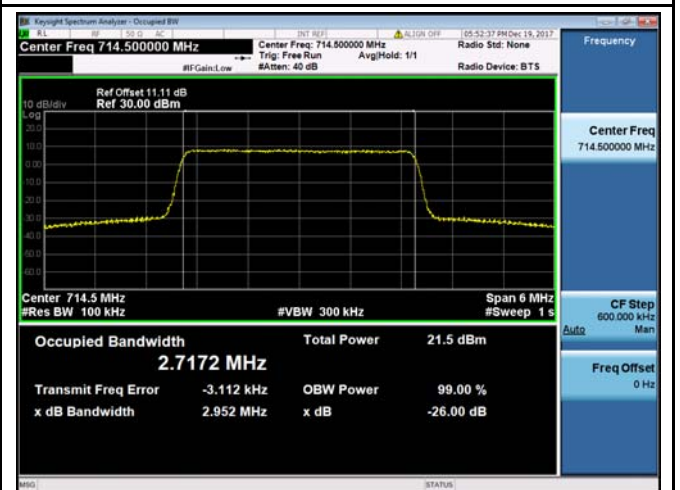 Keysight Spectrum Analyzer - Occupied BW
RL RF 50 Ω AC INT REF ALIGN OFF 05:52:37 PM Dec 19, 2017
Center Freq 714.500000 MHz Center Freq: 714.500000 MHz Radio Std: None Frequency
Trig: Free Run Avg|Hold: 1/1
#IFGain:Low #Atten: 40 dB Radio Device: BTS
Ref Offset 11.11 dB
10 dB/div Ref 30.00 dBm
Log
20.0
10.0
0.00
10.0
20.0
30.0
40.0
50.0
60.0
Center Freq
714.500000 MHz
Center 714.5 MHz Span 6 MHz
#Res BW 100 kHz #VBW 300 kHz #Sweep 1 s
CF Step
600.000 kHz
Auto Man
Occupied Bandwidth Total Power 21.5 dBm
2.7172 MHz
Transmit Freq Error -3.112 kHz OBW Power 99.00 %
x dB Bandwidth 2.952 MHz x dB -26.00 dB
Freq Offset
0 Hz
MSG STATUS